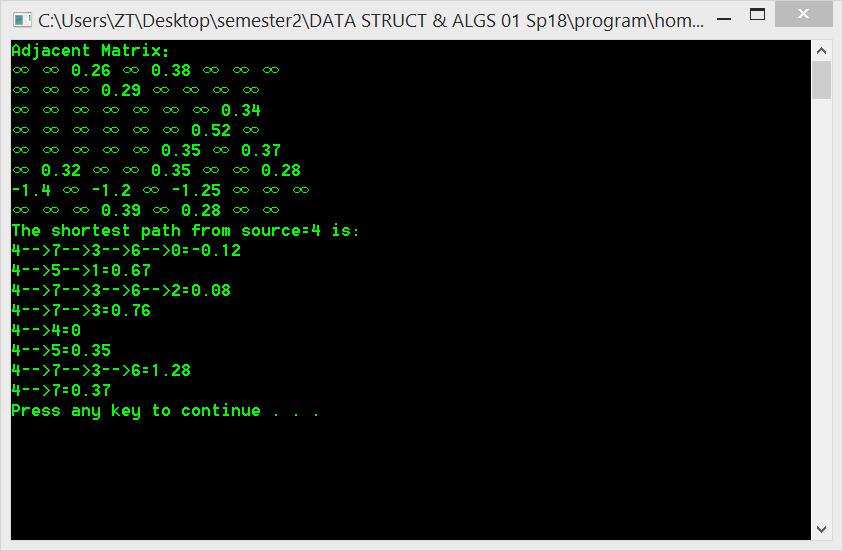 C:\Users\ZT\Desktop\semester2\DATA STRUCT & ALGS 01 Sp18\program\hom...
Adjacent Matrix:
∞ ∞ 0.26 ∞ 0.38 ∞ ∞ ∞
∞ ∞ ∞ 0.29 ∞ ∞ ∞ ∞
∞ ∞ ∞ ∞ ∞ ∞ ∞ 0.34
∞ ∞ ∞ ∞ ∞ ∞ 0.52 ∞
∞ ∞ ∞ ∞ ∞ 0.35 ∞ 0.37
∞ 0.32 ∞ ∞ 0.35 ∞ ∞ 0.28
-1.4 ∞ -1.2 ∞ -1.25 ∞ ∞ ∞
∞ ∞ ∞ 0.39 ∞ 0.28 ∞ ∞
The shortest path from source=4 is:
4-->7-->3-->6-->0=-0.12
4-->5-->1=0.67
4-->7-->3-->6-->2=0.08
4-->7-->3=0.76
4-->4=0
4-->5=0.35
4-->7-->3-->6=1.28
4-->7=0.37
Press any key to continue . . .